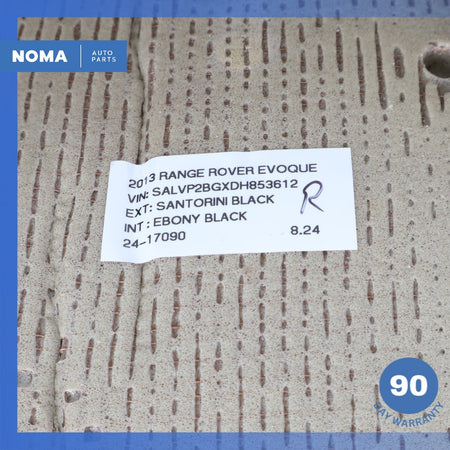 NOMA AUTO
PARTS
2013 RANGE ROVER EVOQUE
VIN: SALVP2BGXDH853612
EXT: SANTORINI BLACK
INT : EBONY BLACK
24-17090 8.24
R
90
DAY WARRANTY